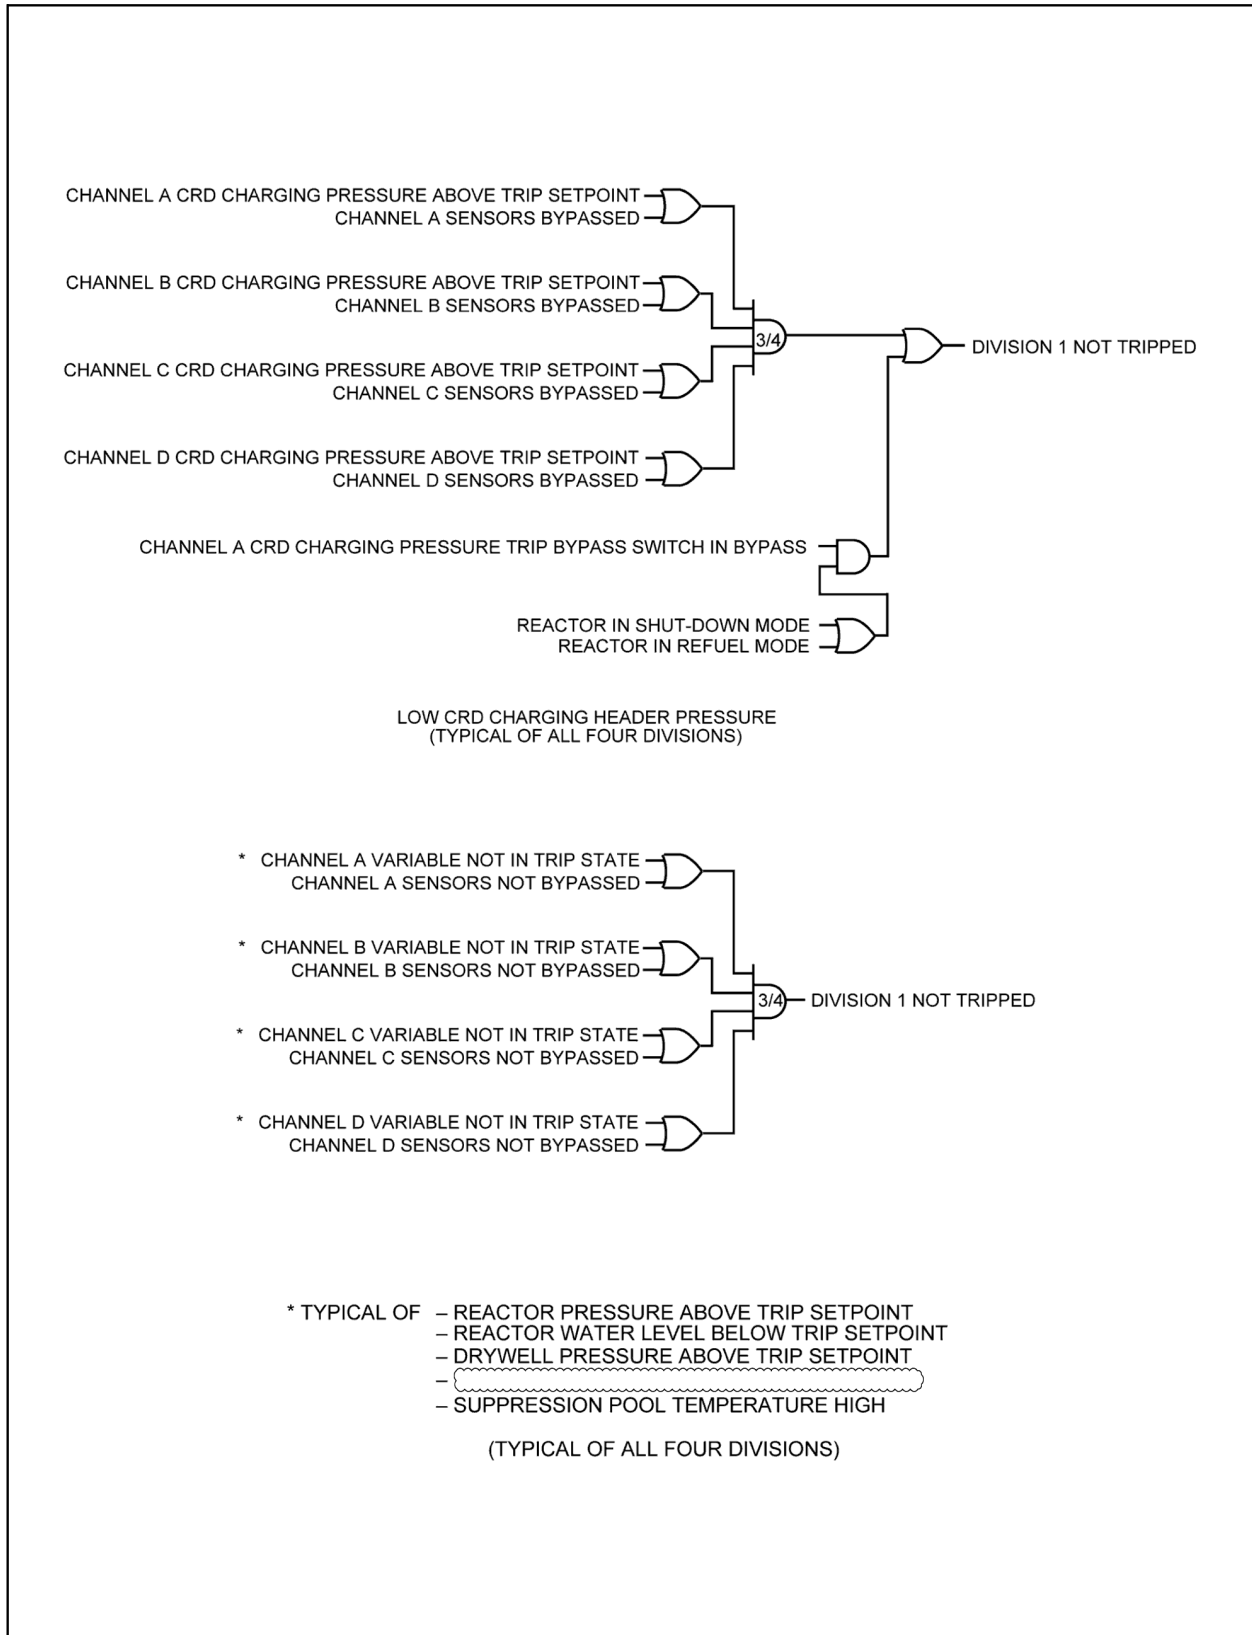 CHANNEL A CRD CHARGING PRESSURE ABOVE TRIP SETPOINT
CHANNEL A SENSORS BYPASSED
CHANNEL B CRD CHARGING PRESSURE ABOVE TRIP SETPOINT
CHANNEL B SENSORS BYPASSED
3/4
DIVISION 1 NOT TRIPPED
CHANNEL C CRD CHARGING PRESSURE ABOVE TRIP SETPOINT
CHANNEL C SENSORS BYPASSED
CHANNEL D CRD CHARGING PRESSURE ABOVE TRIP SETPOINT
CHANNEL D SENSORS BYPASSED
CHANNEL A CRD CHARGING PRESSURE TRIP BYPASS SWITCH IN BYPASS
REACTOR IN SHUT-DOWN MODE
REACTOR IN REFUEL MODE
LOW CRD CHARGING HEADER PRESSURE
(TYPICAL OF ALL FOUR DIVISIONS)
* CHANNEL A VARIABLE NOT IN TRIP STATE
CHANNEL A SENSORS NOT BYPASSED
* CHANNEL B VARIABLE NOT IN TRIP STATE
CHANNEL B SENSORS NOT BYPASSED
3/4
DIVISION 1 NOT TRIPPED
* CHANNEL C VARIABLE NOT IN TRIP STATE
CHANNEL C SENSORS NOT BYPASSED
* CHANNEL D VARIABLE NOT IN TRIP STATE
CHANNEL D SENSORS NOT BYPASSED
* TYPICAL OF – REACTOR PRESSURE ABOVE TRIP SETPOINT
– REACTOR WATER LEVEL BELOW TRIP SETPOINT
– DRYWELL PRESSURE ABOVE TRIP SETPOINT
–
– SUPPRESSION POOL TEMPERATURE HIGH
(TYPICAL OF ALL FOUR DIVISIONS)